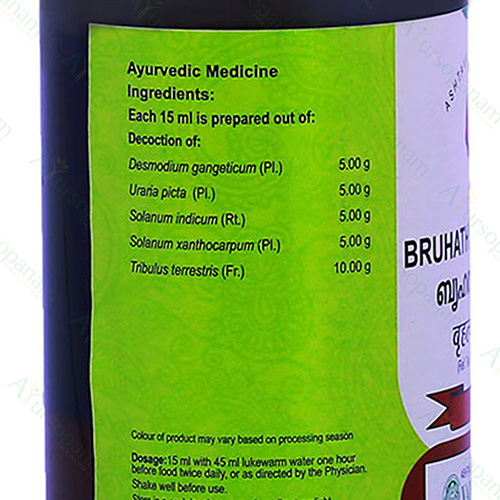 Ayurvedic Medicine
Ingredients:
Each 15 ml is prepared out of:
Decoction of:
Desmodium gangeticum (Pl.) 5.00 g
Uraria picta (Pl.) 5.00 g
Solanum indicum (Rt.) 5.00 g
Solanum xanthocarpum (Pl.) 5.00 g
Tribulus terrestris (Fr.) 10.00 g
Colour of product may vary based on processing season
Dosage:15 ml with 45 ml lukewarm water one hour
before food twice daily, or as directed by the Physician.
Shake well before use.
BRUHATH
ബൃഹ
वृह
Ayursopanam